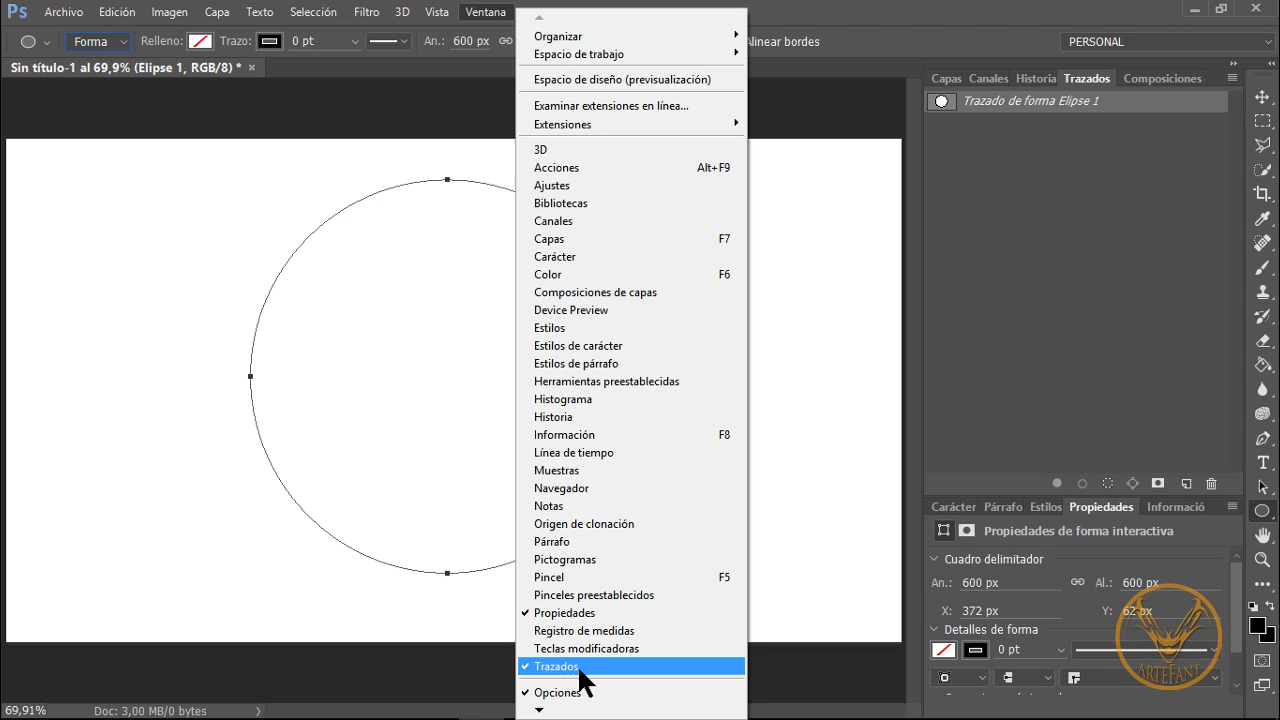 Ps Archivo Edición Imagen Capa Texto Selección Filtro 3D Vista Ventana
Forma Relleno: Trazo: 0 pt An.: 600 px Alinear bordes PERSONAL
Sin título-1 al 69,9% (Elipse 1, RGB/8) * ×
Organizar
Espacio de trabajo
Espacio de diseño (previsualización)
Examinar extensiones en línea...
Extensiones
3D
Acciones Alt+F9
Ajustes
Bibliotecas
Canales
Capas F7
Carácter
Color F6
Composiciones de capas
Device Preview
Estilos
Estilos de carácter
Estilos de párrafo
Herramientas preestablecidas
Histograma
Historia
Información F8
Línea de tiempo
Muestras
Navegador
Notas
Origen de clonación
Párrafo
Pictogramas
Pincel F5
Pinceles preestablecidos
Propiedades
Registro de medidas
Teclas modificadoras
Trazados
Opciones
Capas Canales Historia Trazados Composiciones
Trazado de forma Elipse 1
Carácter Párrafo Estilos Propiedades Informació
Propiedades de forma interactiva
Cuadro delimitador
An.: 600 px Al.: 600 px
X: 372 px Y: 62 px
Detalles de forma
0 pt
ARTEFANT
69,91% Doc: 3,00 MB/0 bytes